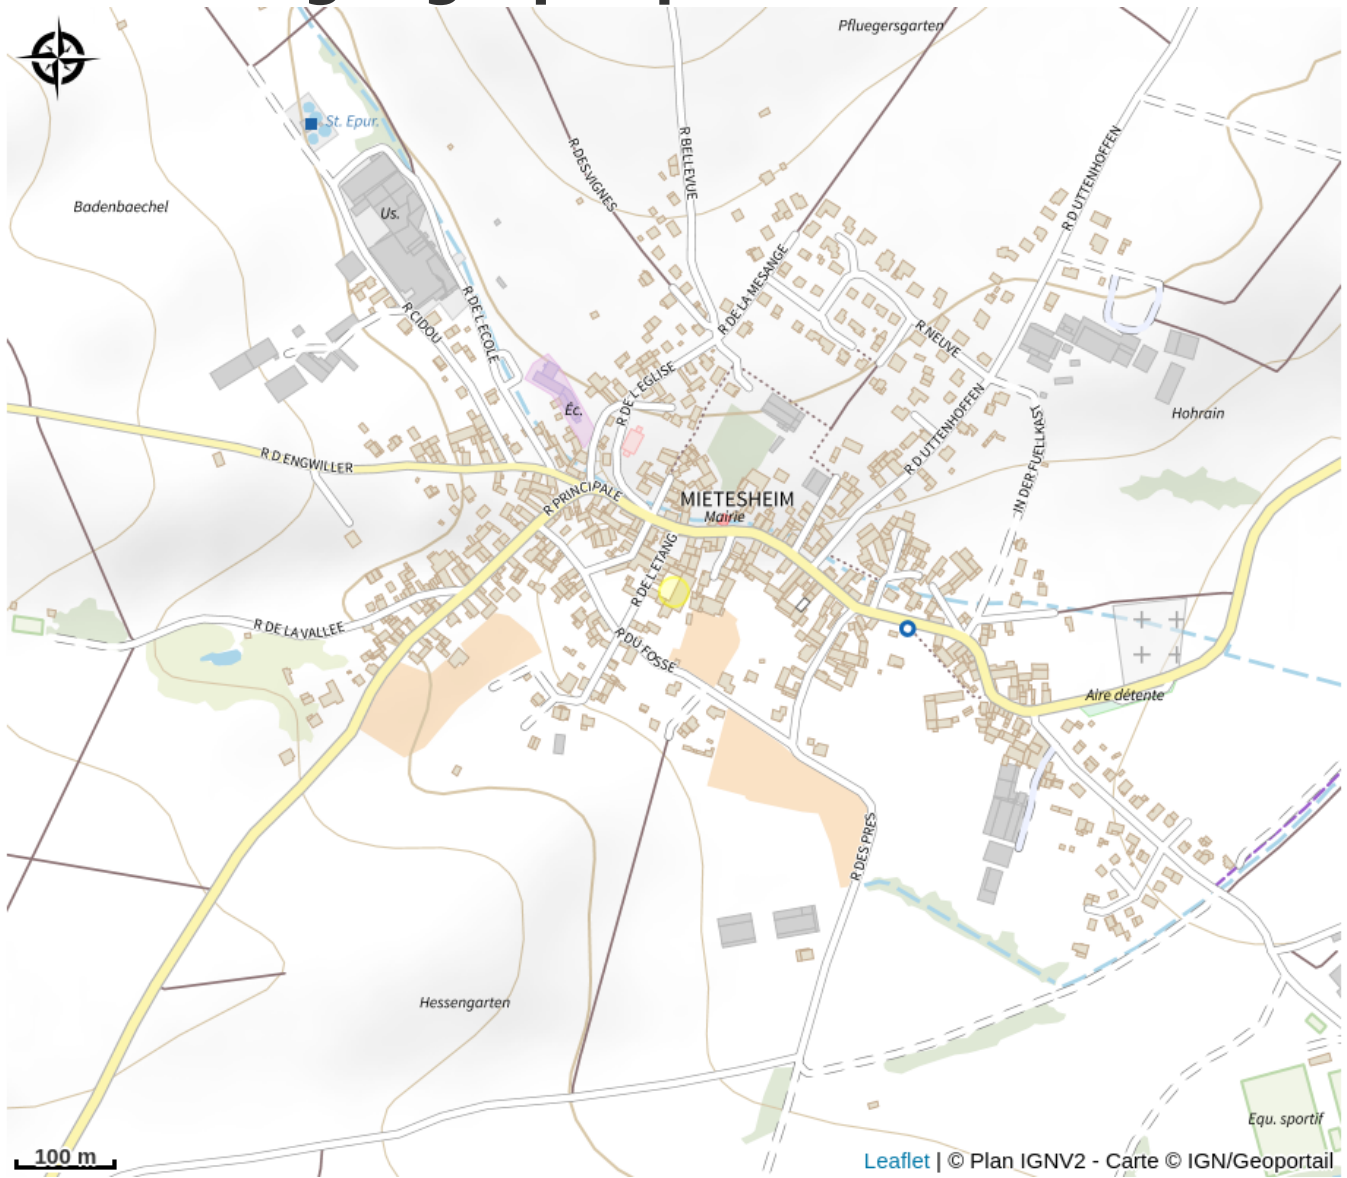 Pfluegersgarten
St. Epur.
R DES VIGNES
R BELLEVUE
R D UTTENHOFFEN
Badenbaechel
Us.
R DE LA MESANGE
R CIDOU
R DE L'ECOLE
R NEUVE
R DE L'EGLISE
Éc.
Hohrain
R D UTTENHOFFEN
IN DER FUELLKAS
R D ENGWILLER
R PRINCIPALE
MIETESHEIM
Mairie
R DE L'ETANG
R DE LA VALLEE
R DU FOSSE
Aire détente
R DES PRES
Hessengarten
Equ. sportif
100 m
Leaflet | © Plan IGNV2 - Carte © IGN/Geoportail